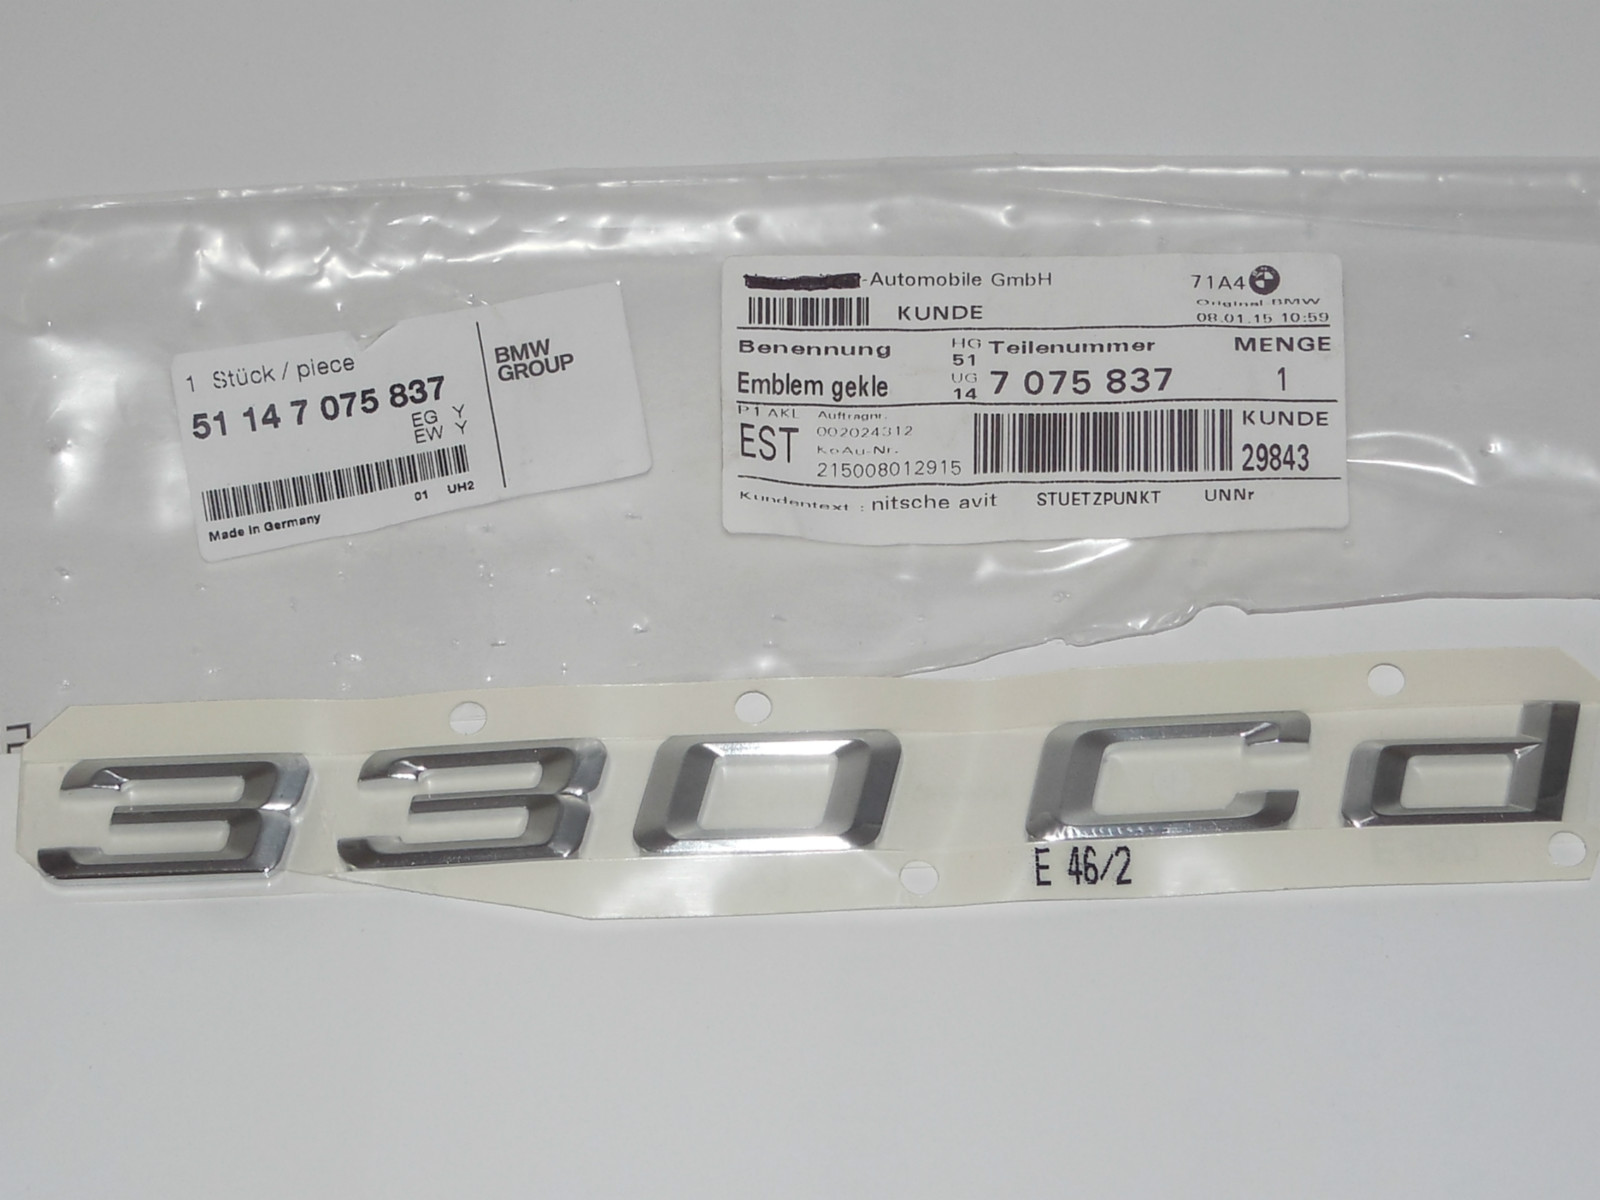 1 Stück / piece
51 14 7 075 837
EG Y
EW Y
01 UH2
Made in Germany
BMW
GROUP
-Automobile GmbH
71A4
KUNDE
Original BMW
08.01.15 10:59
Benennung
HG
51
Teilenummer
MENGE
Emblem gekle
UG
14
7 075 837
1
P1 AKL
Auftragnr.
KUNDE
EST
002024312
KoAu-Nr.
29843
215008012915
Kundentext : nitsche avit STUETZPUNKT UNNr
330 Cd
E 46/2